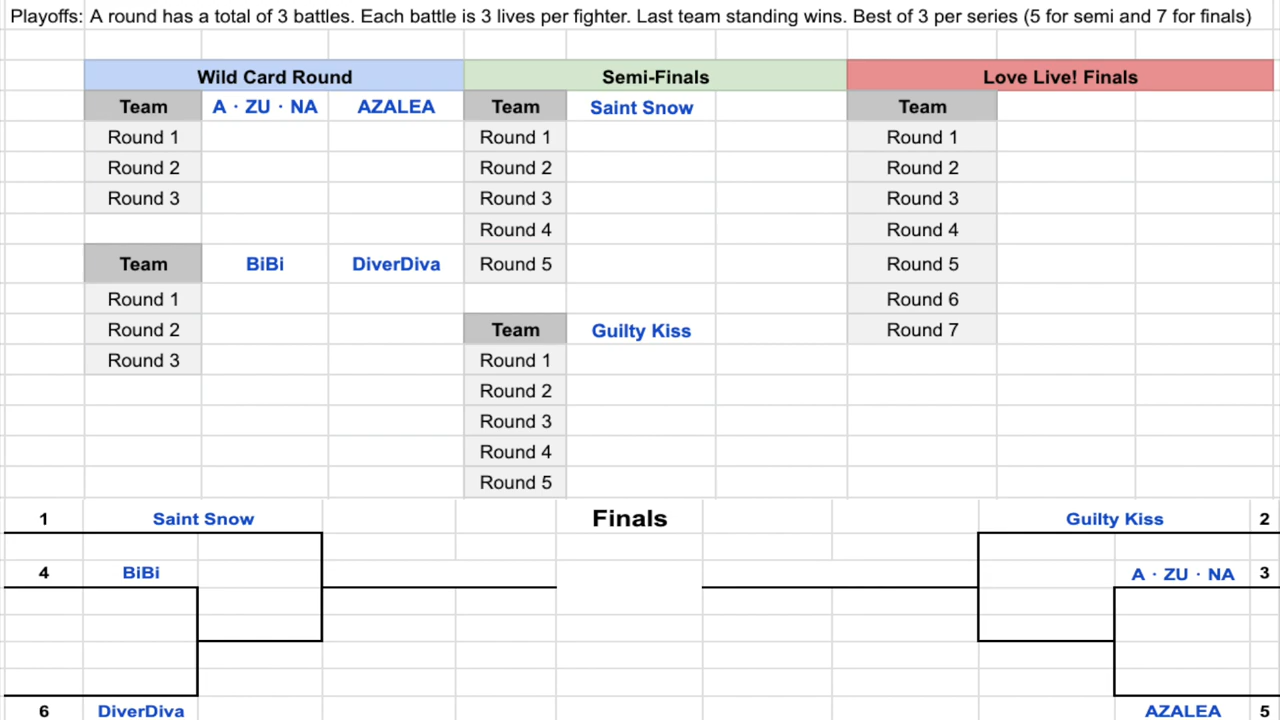 Playoffs: A round has a total of 3 battles. Each battle is 3 lives per fighter. Last team standing wins. Best of 3 per series (5 for semi and 7 for finals)
Wild Card Round Semi-Finals Love Live! Finals
Team A · ZU · NA AZALEA Team Saint Snow Team
Round 1 Round 1 Round 1
Round 2 Round 2 Round 2
Round 3 Round 3 Round 3
Round 4 Round 4
Team BiBi DiverDiva Round 5 Round 5
Round 1 Round 6
Round 2 Team Guilty Kiss Round 7
Round 3 Round 1
Round 2
Round 3
Round 4
Round 5
1 Saint Snow Finals Guilty Kiss 2
4 BiBi A · ZU · NA 3
6 DiverDiva AZALEA 5